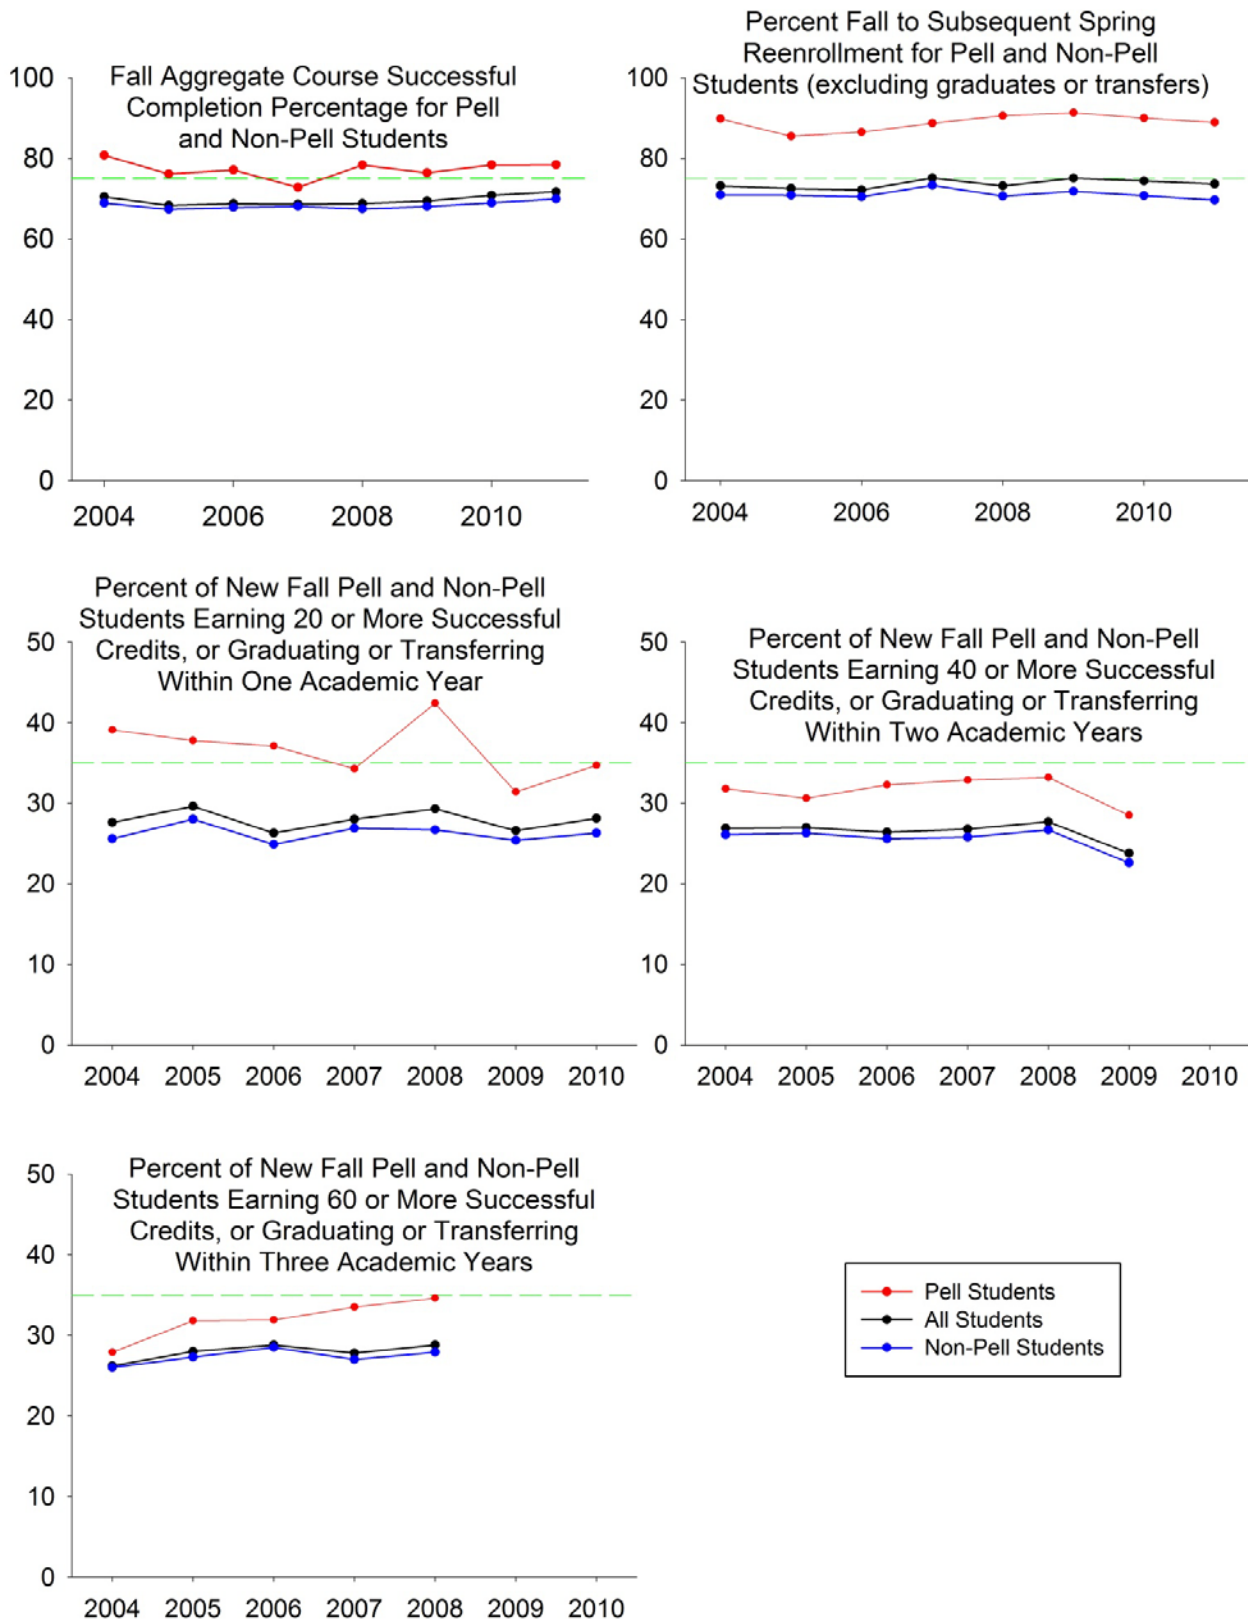 Fall Aggregate Course Successful
Completion Percentage for Pell
and Non-Pell Students
100
80
60
40
20
0
2004 2006 2008 2010
Percent Fall to Subsequent Spring
Reenrollment for Pell and Non-Pell
Students (excluding graduates or transfers)
100
80
60
40
20
0
2004 2006 2008 2010
Percent of New Fall Pell and Non-Pell
Students Earning 20 or More Successful
Credits, or Graduating or Transferring
Within One Academic Year
50
40
30
20
10
0
2004 2005 2006 2007 2008 2009 2010
Percent of New Fall Pell and Non-Pell
Students Earning 40 or More Successful
Credits, or Graduating or Transferring
Within Two Academic Years
50
40
30
20
10
0
2004 2005 2006 2007 2008 2009 2010
Percent of New Fall Pell and Non-Pell
Students Earning 60 or More Successful
Credits, or Graduating or Transferring
Within Three Academic Years
50
40
30
20
10
0
2004 2005 2006 2007 2008 2009 2010
Pell Students
All Students
Non-Pell Students